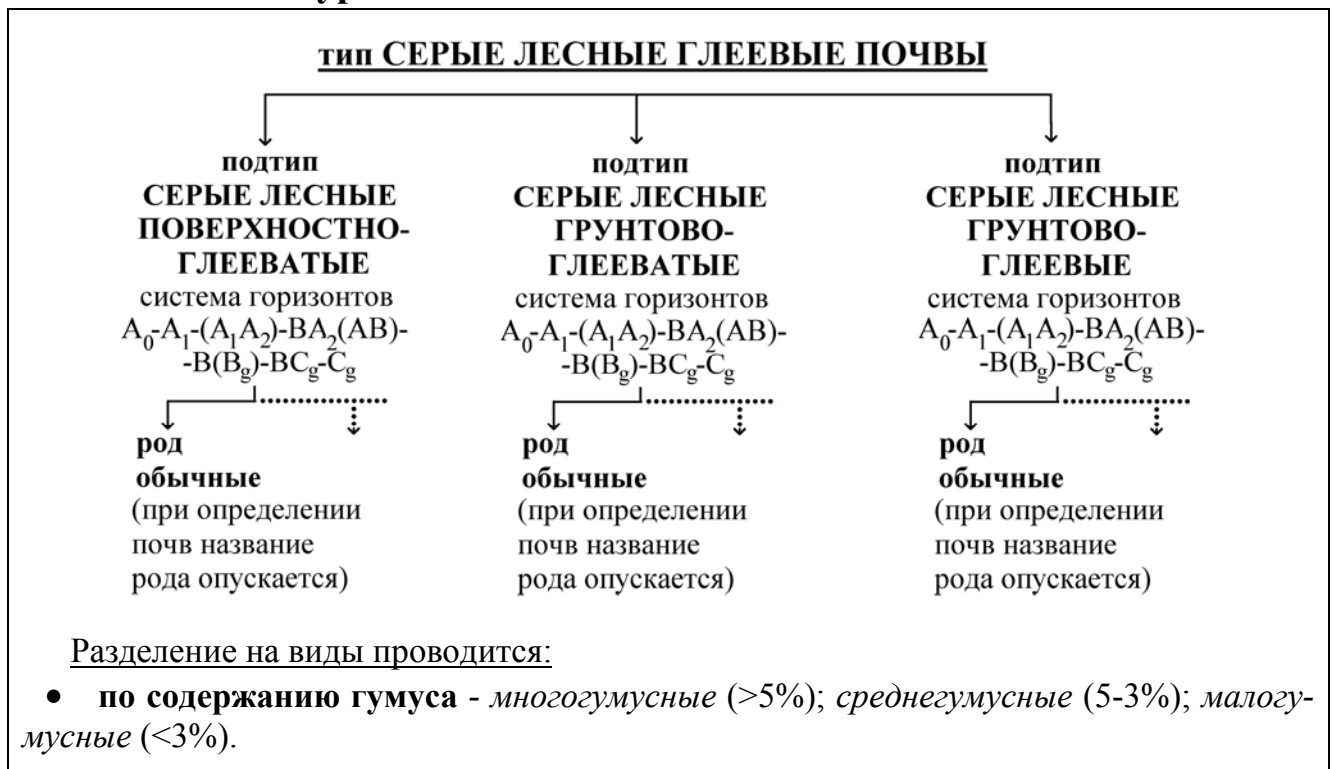 тип СЕРЫЕ ЛЕСНЫЕ ГЛЕЕВЫЕ ПОЧВЫ
подтип
СЕРЫЕ ЛЕСНЫЕ
ПОВЕРХНОСТНО-
ГЛЕЕВАТЫЕ
система горизонтов
A₀-A₁-(A₁A₂)-BA₂(AB)-
-B(Bg)-BCg-Cg
род
обычные
(при определении
почв название
рода опускается)
подтип
СЕРЫЕ ЛЕСНЫЕ
ГРУНТОВО-
ГЛЕЕВАТЫЕ
система горизонтов
A₀-A₁-(A₁A₂)-BA₂(AB)-
-B(Bg)-BCg-Cg
род
обычные
(при определении
почв название
рода опускается)
подтип
СЕРЫЕ ЛЕСНЫЕ
ГРУНТОВО-
ГЛЕЕВЫЕ
система горизонтов
A₀-A₁-(A₁A₂)-BA₂(AB)-
-B(Bg)-BCg-Cg
род
обычные
(при определении
почв название
рода опускается)
Разделение на виды проводится:
• по содержанию гумуса - многогумусные (>5%); среднегумусные (5-3%); малогу-
мусные (<3%).